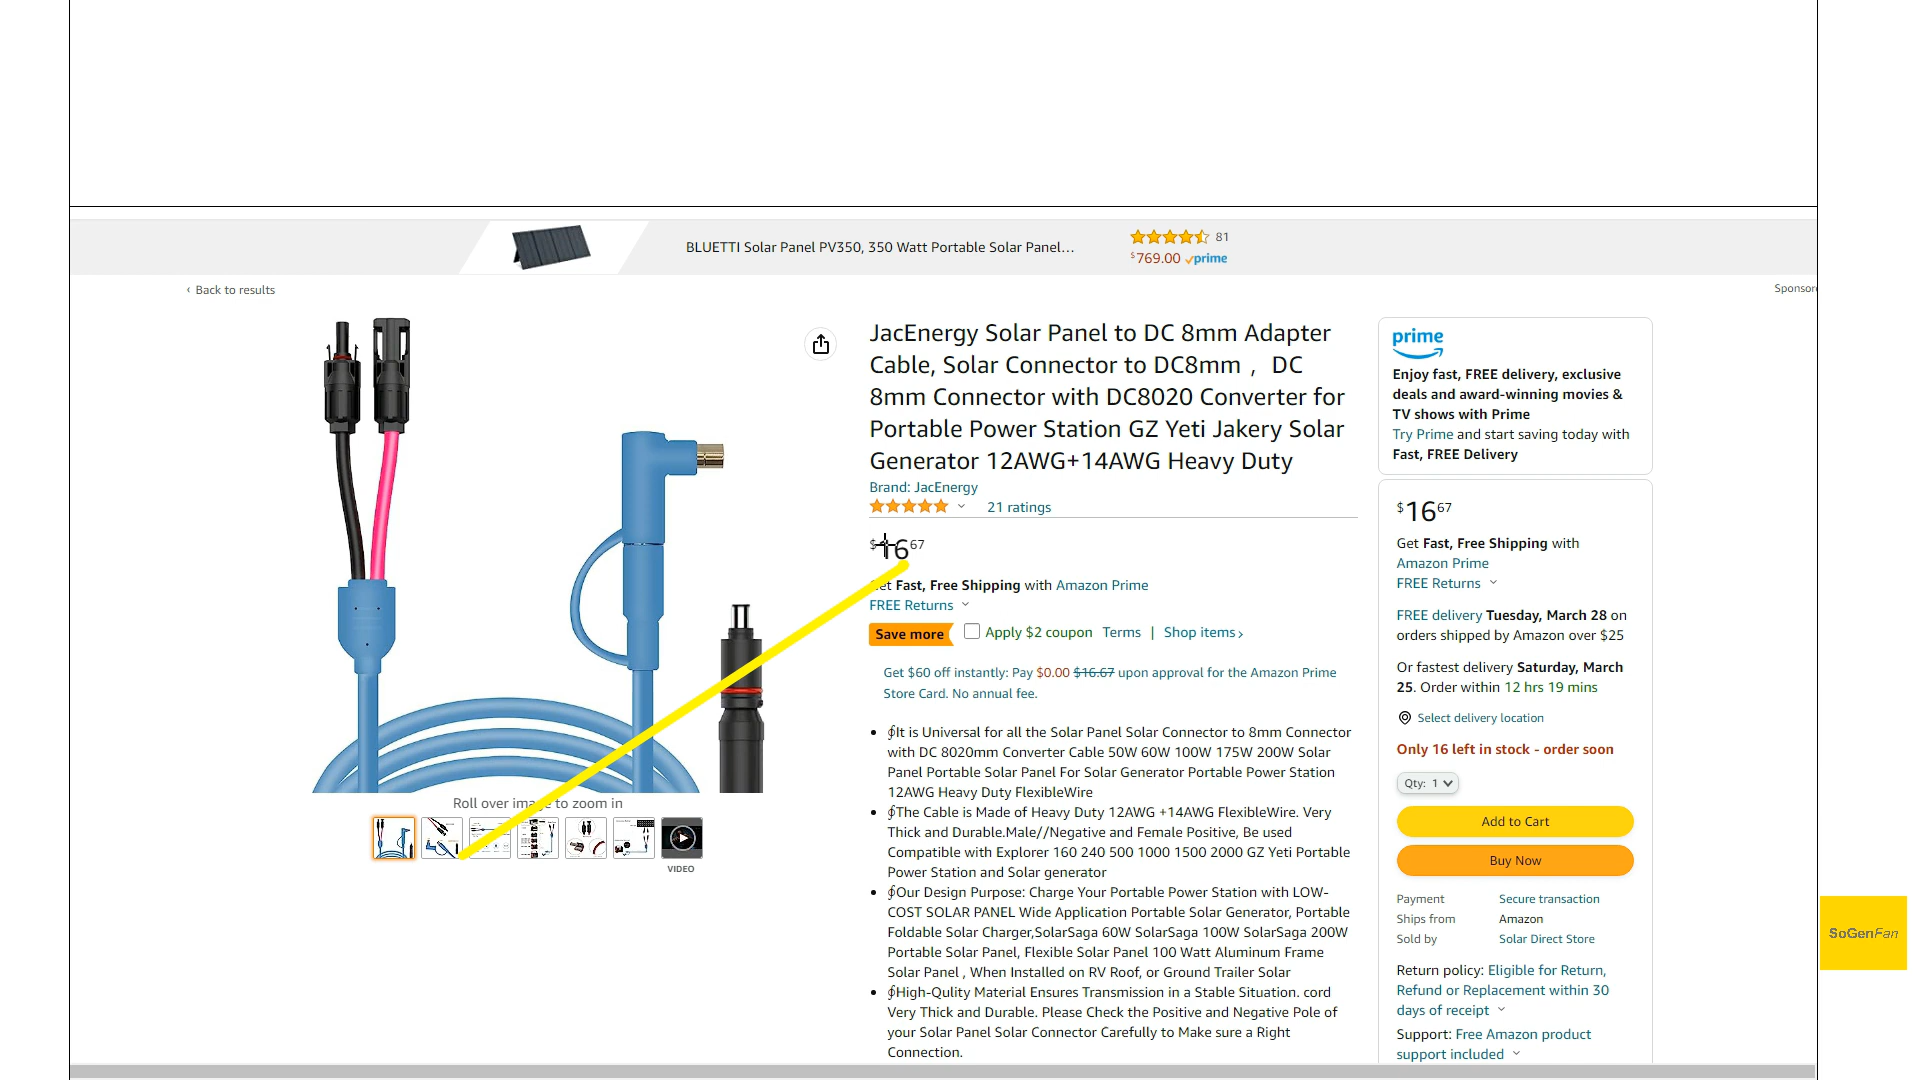 BLUETTI Solar Panel PV350, 350 Watt Portable Solar Panel...
81
$769.00 prime
‹ Back to results
Sponsor
JacEnergy Solar Panel to DC 8mm Adapter
Cable, Solar Connector to DC8mm， DC
8mm Connector with DC8020 Converter for
Portable Power Station GZ Yeti Jakery Solar
Generator 12AWG+14AWG Heavy Duty
Brand: JacEnergy
21 ratings
$16 67
Get Fast, Free Shipping with Amazon Prime
FREE Returns
Save more Apply $2 coupon Terms | Shop items ›
Get $60 off instantly: Pay $0.00 $16.67 upon approval for the Amazon Prime
Store Card. No annual fee.
∮It is Universal for all the Solar Panel Solar Connector to 8mm Connector
with DC 8020mm Converter Cable 50W 60W 100W 175W 200W Solar
Panel Portable Solar Panel For Solar Generator Portable Power Station
12AWG Heavy Duty FlexibleWire
∮The Cable is Made of Heavy Duty 12AWG +14AWG FlexibleWire. Very
Thick and Durable.Male//Negative and Female Positive, Be used
Compatible with Explorer 160 240 500 1000 1500 2000 GZ Yeti Portable
Power Station and Solar generator
∮Our Design Purpose: Charge Your Portable Power Station with LOW-
COST SOLAR PANEL Wide Application Portable Solar Generator, Portable
Foldable Solar Charger,SolarSaga 60W SolarSaga 100W SolarSaga 200W
Portable Solar Panel, Flexible Solar Panel 100 Watt Aluminum Frame
Solar Panel , When Installed on RV Roof, or Ground Trailer Solar
∮High-Qulity Material Ensures Transmission in a Stable Situation. cord
Very Thick and Durable. Please Check the Positive and Negative Pole of
your Solar Panel Solar Connector Carefully to Make sure a Right
Connection.
Roll over image to zoom in
VIDEO
prime
Enjoy fast, FREE delivery, exclusive
deals and award-winning movies &
TV shows with Prime
Try Prime and start saving today with
Fast, FREE Delivery
$16 67
Get Fast, Free Shipping with
Amazon Prime
FREE Returns
FREE delivery Tuesday, March 28 on
orders shipped by Amazon over $25
Or fastest delivery Saturday, March
25. Order within 12 hrs 19 mins
Select delivery location
Only 16 left in stock - order soon
Qty: 1
Add to Cart
Buy Now
Payment Secure transaction
Ships from Amazon
Sold by Solar Direct Store
Return policy: Eligible for Return,
Refund or Replacement within 30
days of receipt
Support: Free Amazon product
support included
SoGenFan